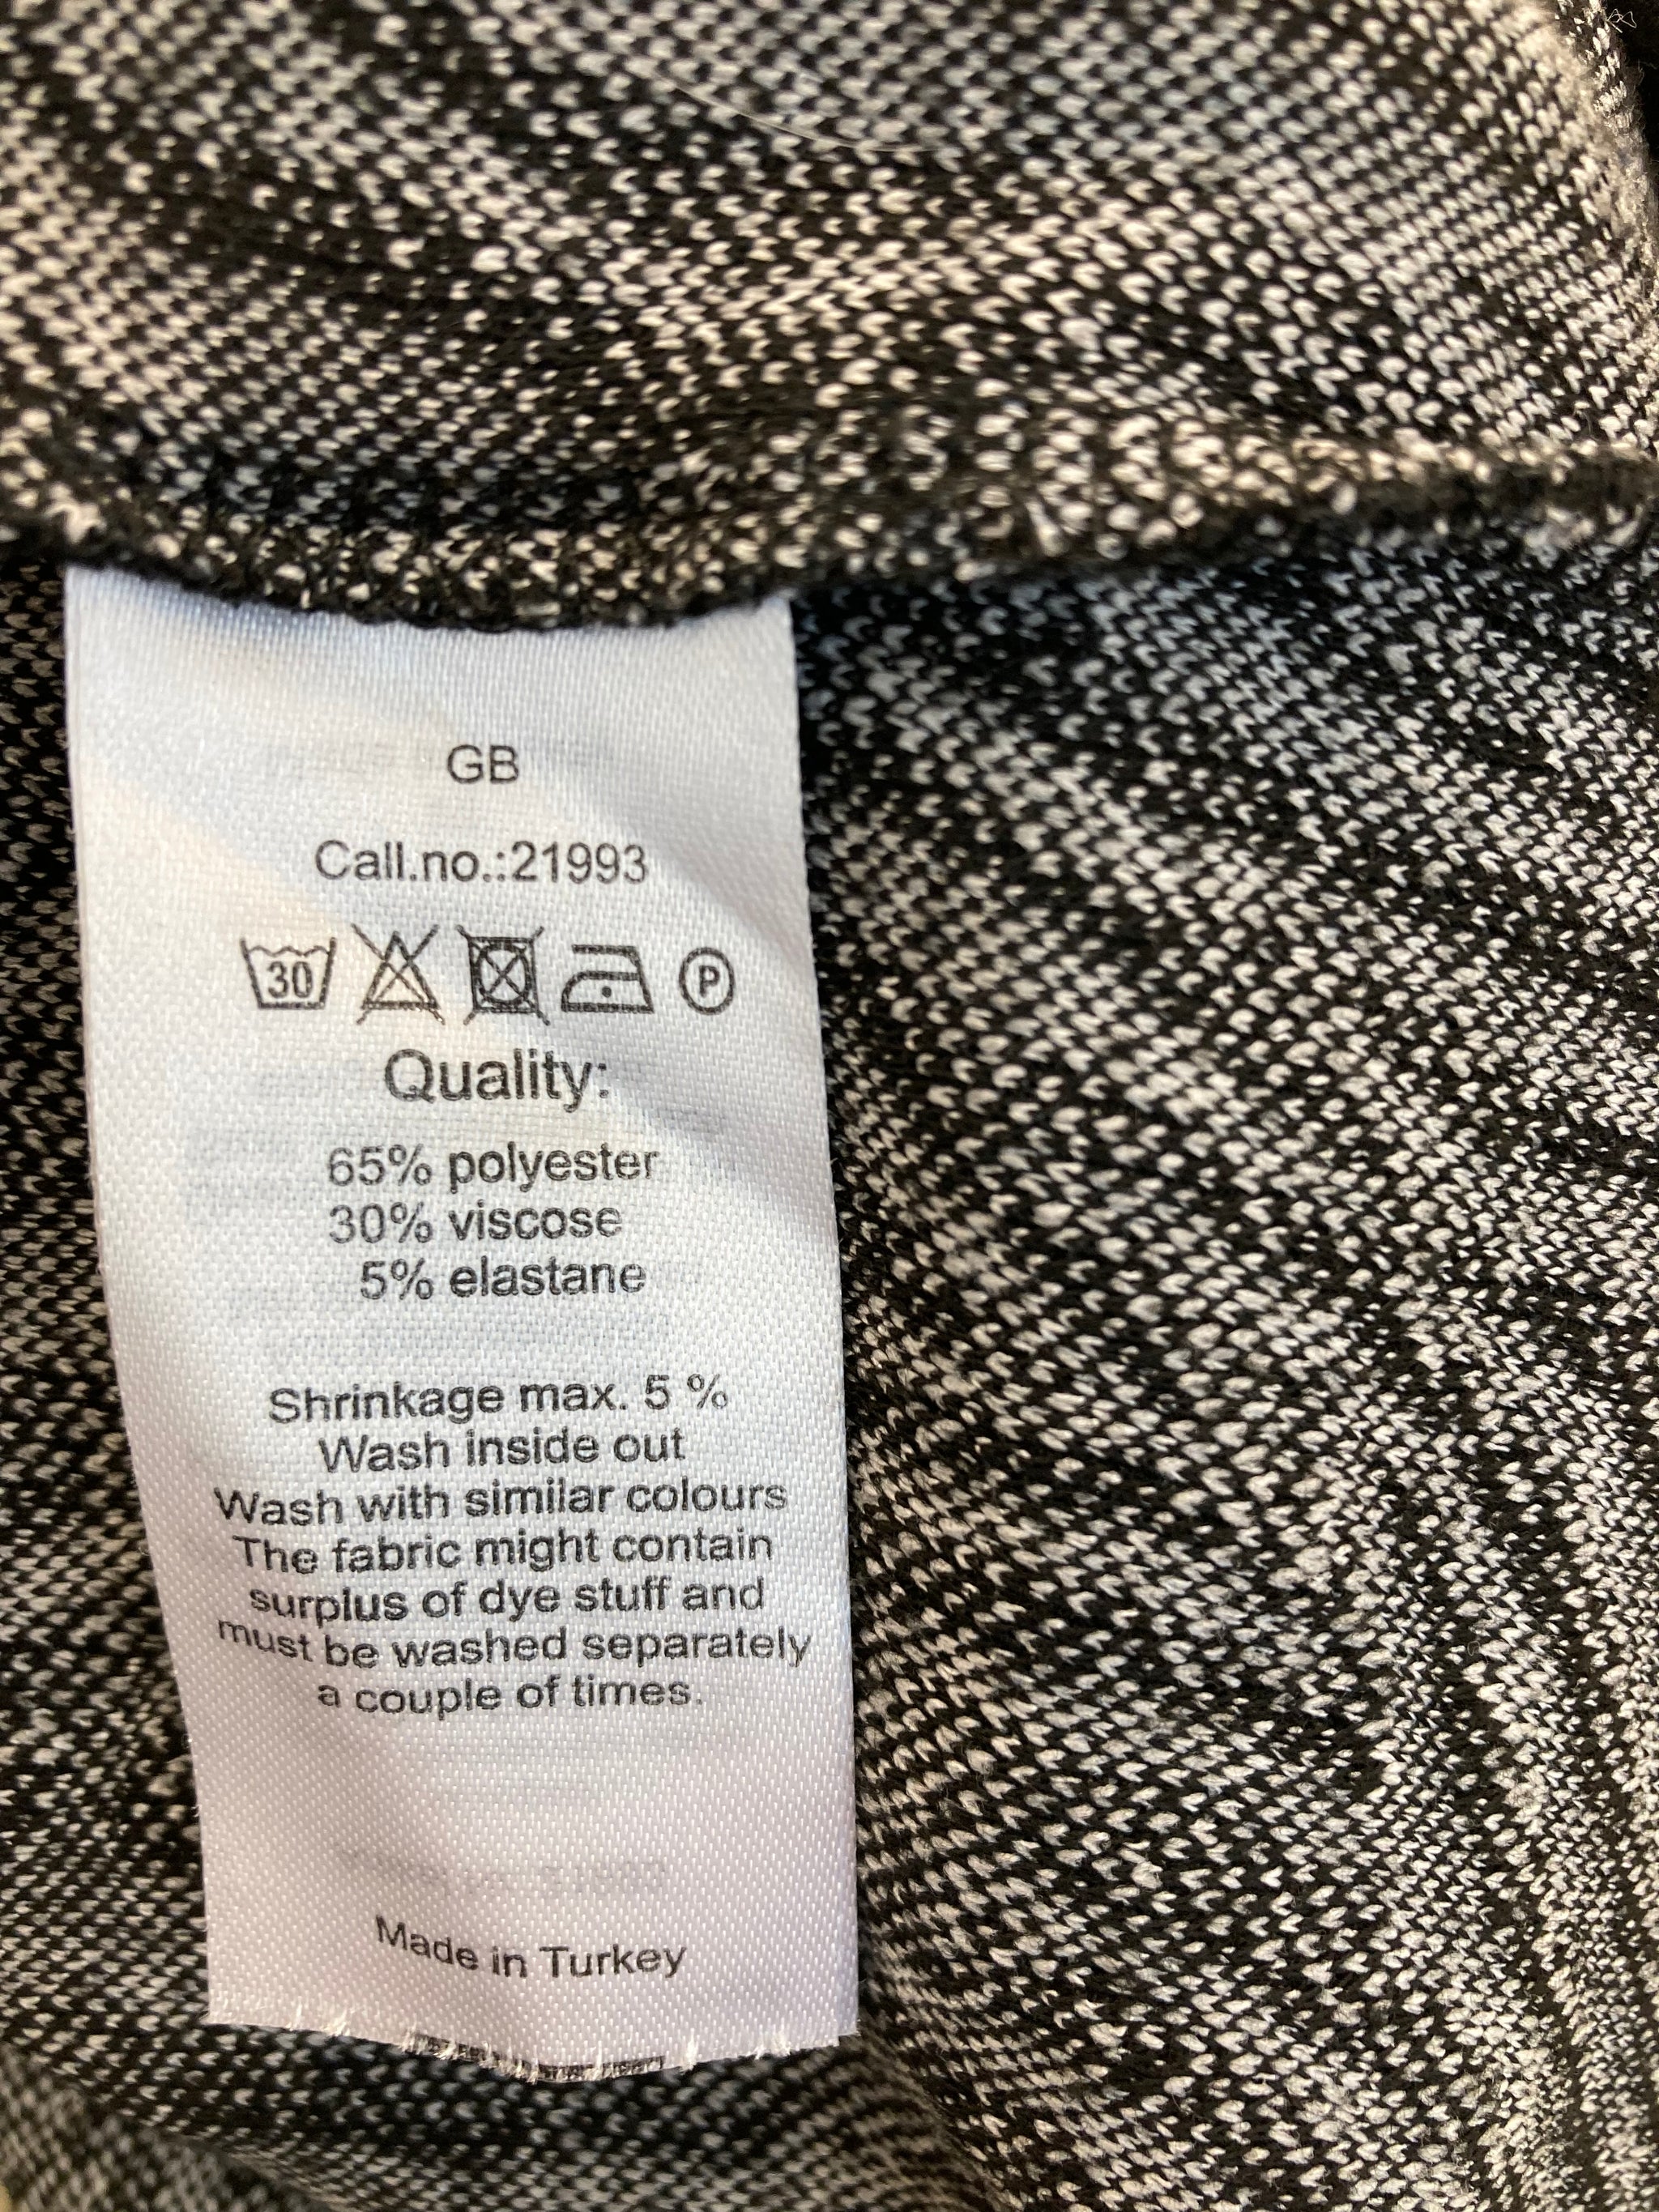 GB
Call.no.:21993
30 P
Quality:
65% polyester
30% viscose
5% elastane
Shrinkage max. 5 %
Wash inside out
Wash with similar colours
The fabric might contain
surplus of dye stuff and
must be washed separately
a couple of times.
Made in Turkey